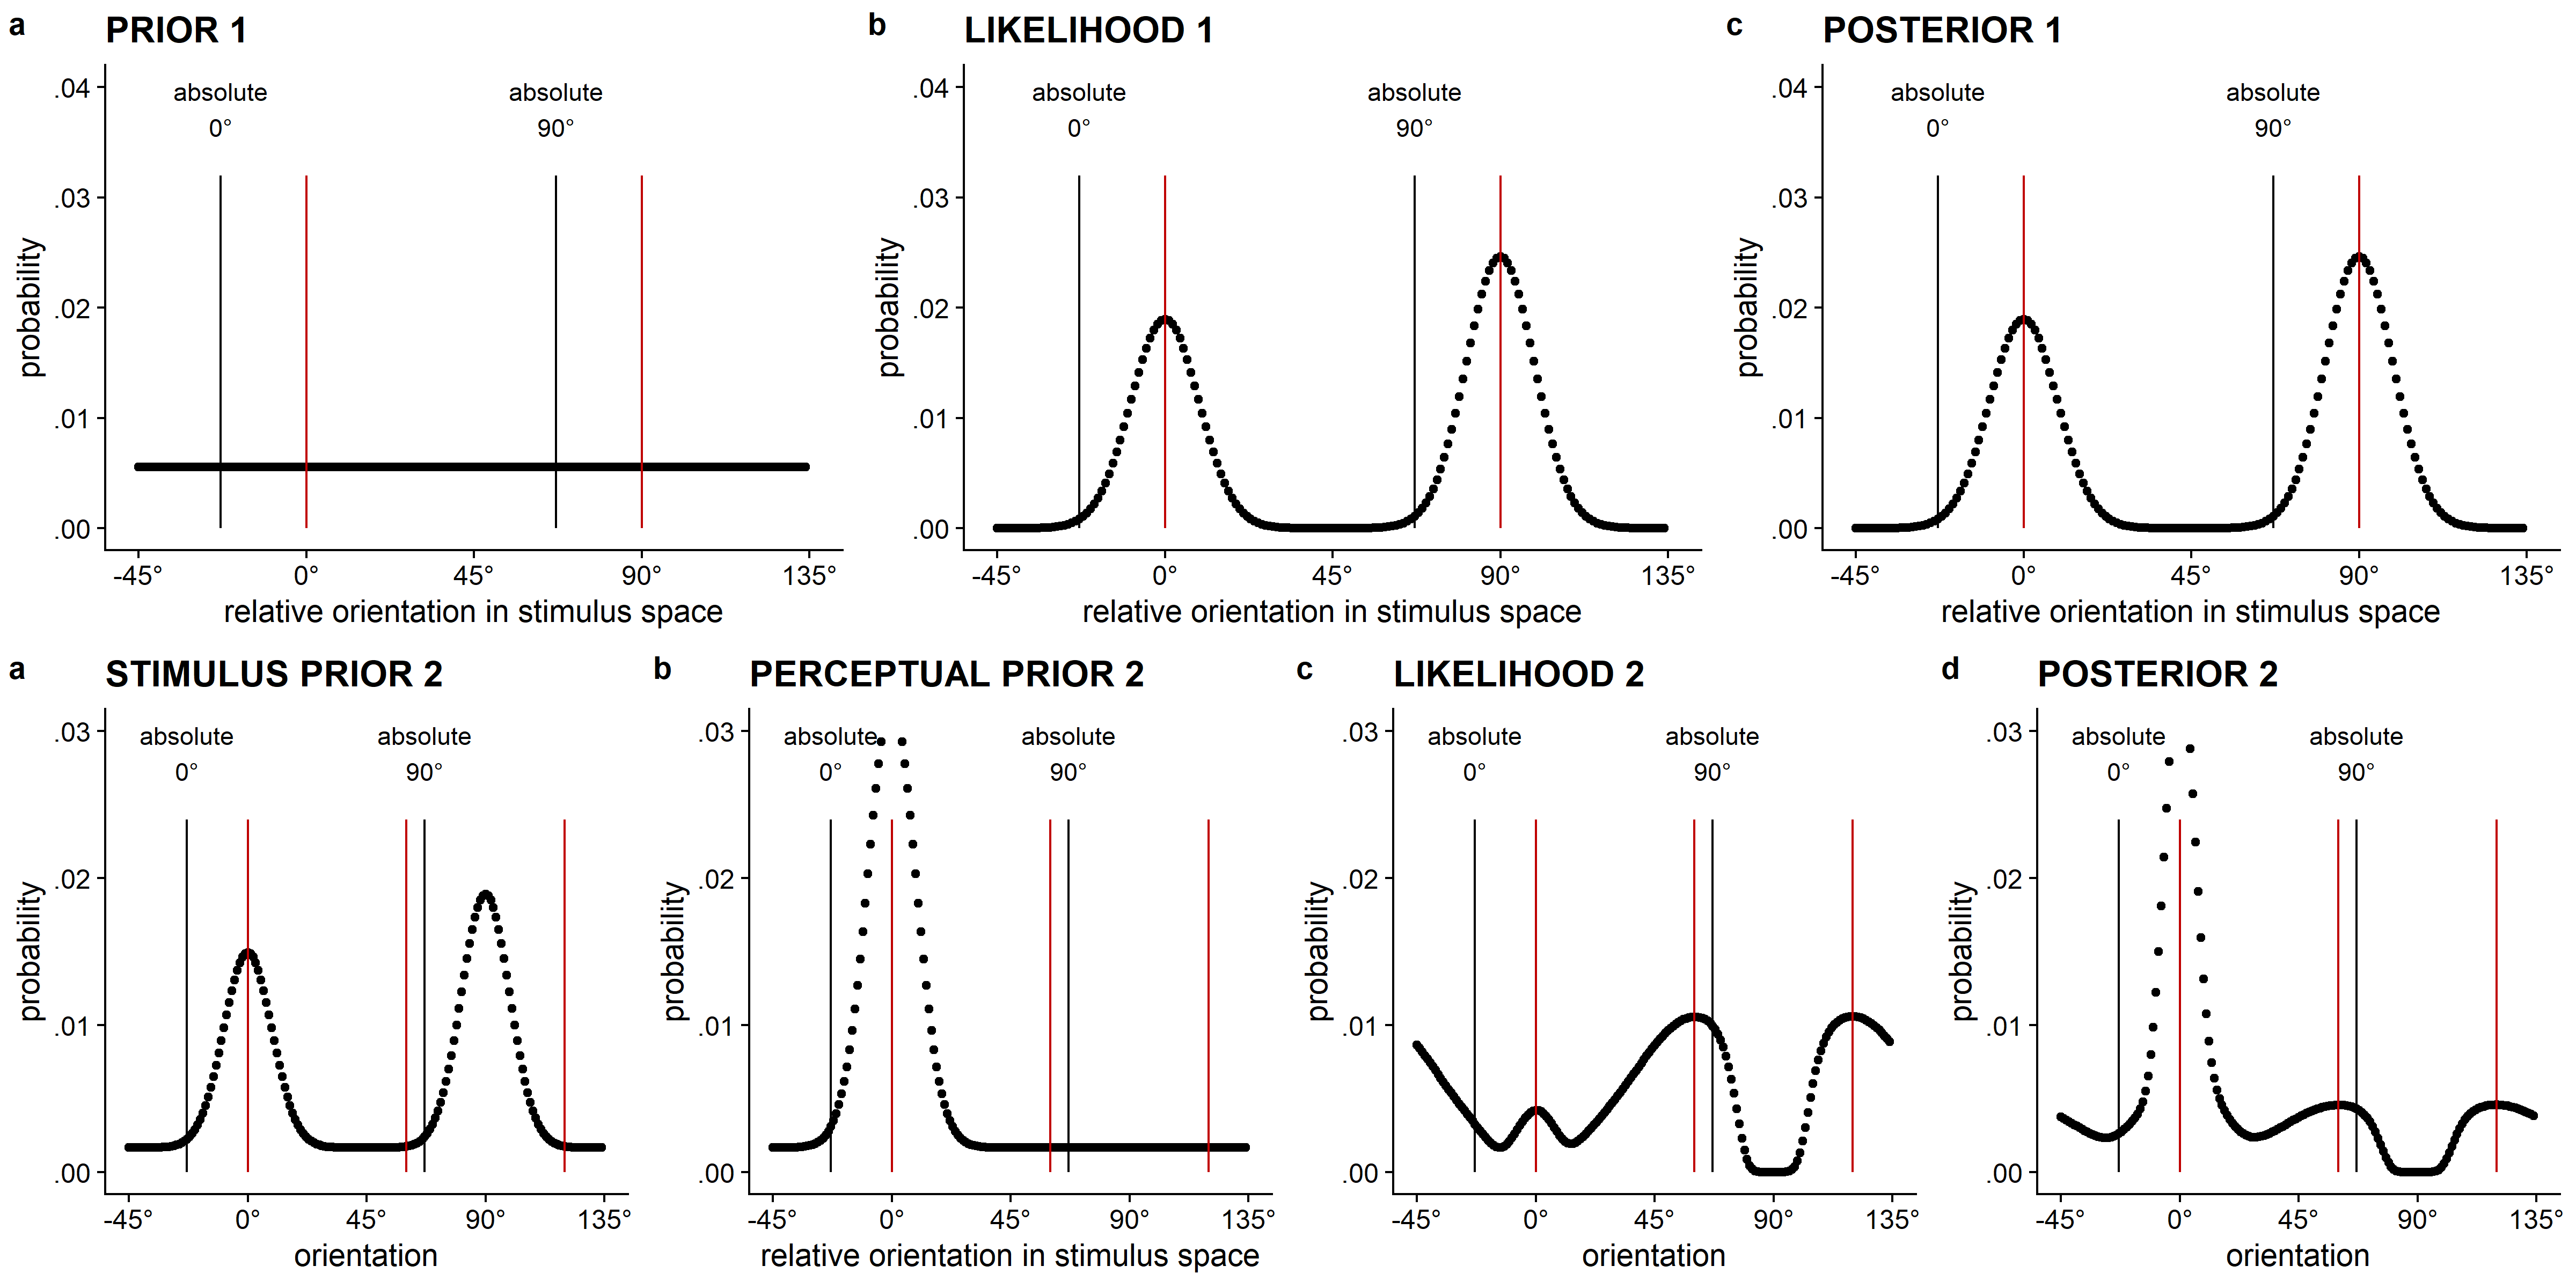 a PRIOR 1
absolute 0°
absolute 90°
.04
.03
.02
.01
.00
probability
-45° 0° 45° 90° 135°
relative orientation in stimulus space
b LIKELIHOOD 1
absolute 0°
absolute 90°
.04
.03
.02
.01
.00
probability
-45° 0° 45° 90° 135°
relative orientation in stimulus space
c POSTERIOR 1
absolute 0°
absolute 90°
.04
.03
.02
.01
.00
probability
-45° 0° 45° 90° 135°
relative orientation in stimulus space
a STIMULUS PRIOR 2
absolute 0°
absolute 90°
.03
.02
.01
.00
probability
-45° 0° 45° 90° 135°
orientation
b PERCEPTUAL PRIOR 2
absolute 0°
absolute 90°
.03
.02
.01
.00
probability
-45° 0° 45° 90° 135°
relative orientation in stimulus space
c LIKELIHOOD 2
absolute 0°
absolute 90°
.03
.02
.01
.00
probability
-45° 0° 45° 90° 135°
orientation
d POSTERIOR 2
absolute 0°
absolute 90°
.03
.02
.01
.00
probability
-45° 0° 45° 90° 135°
orientation